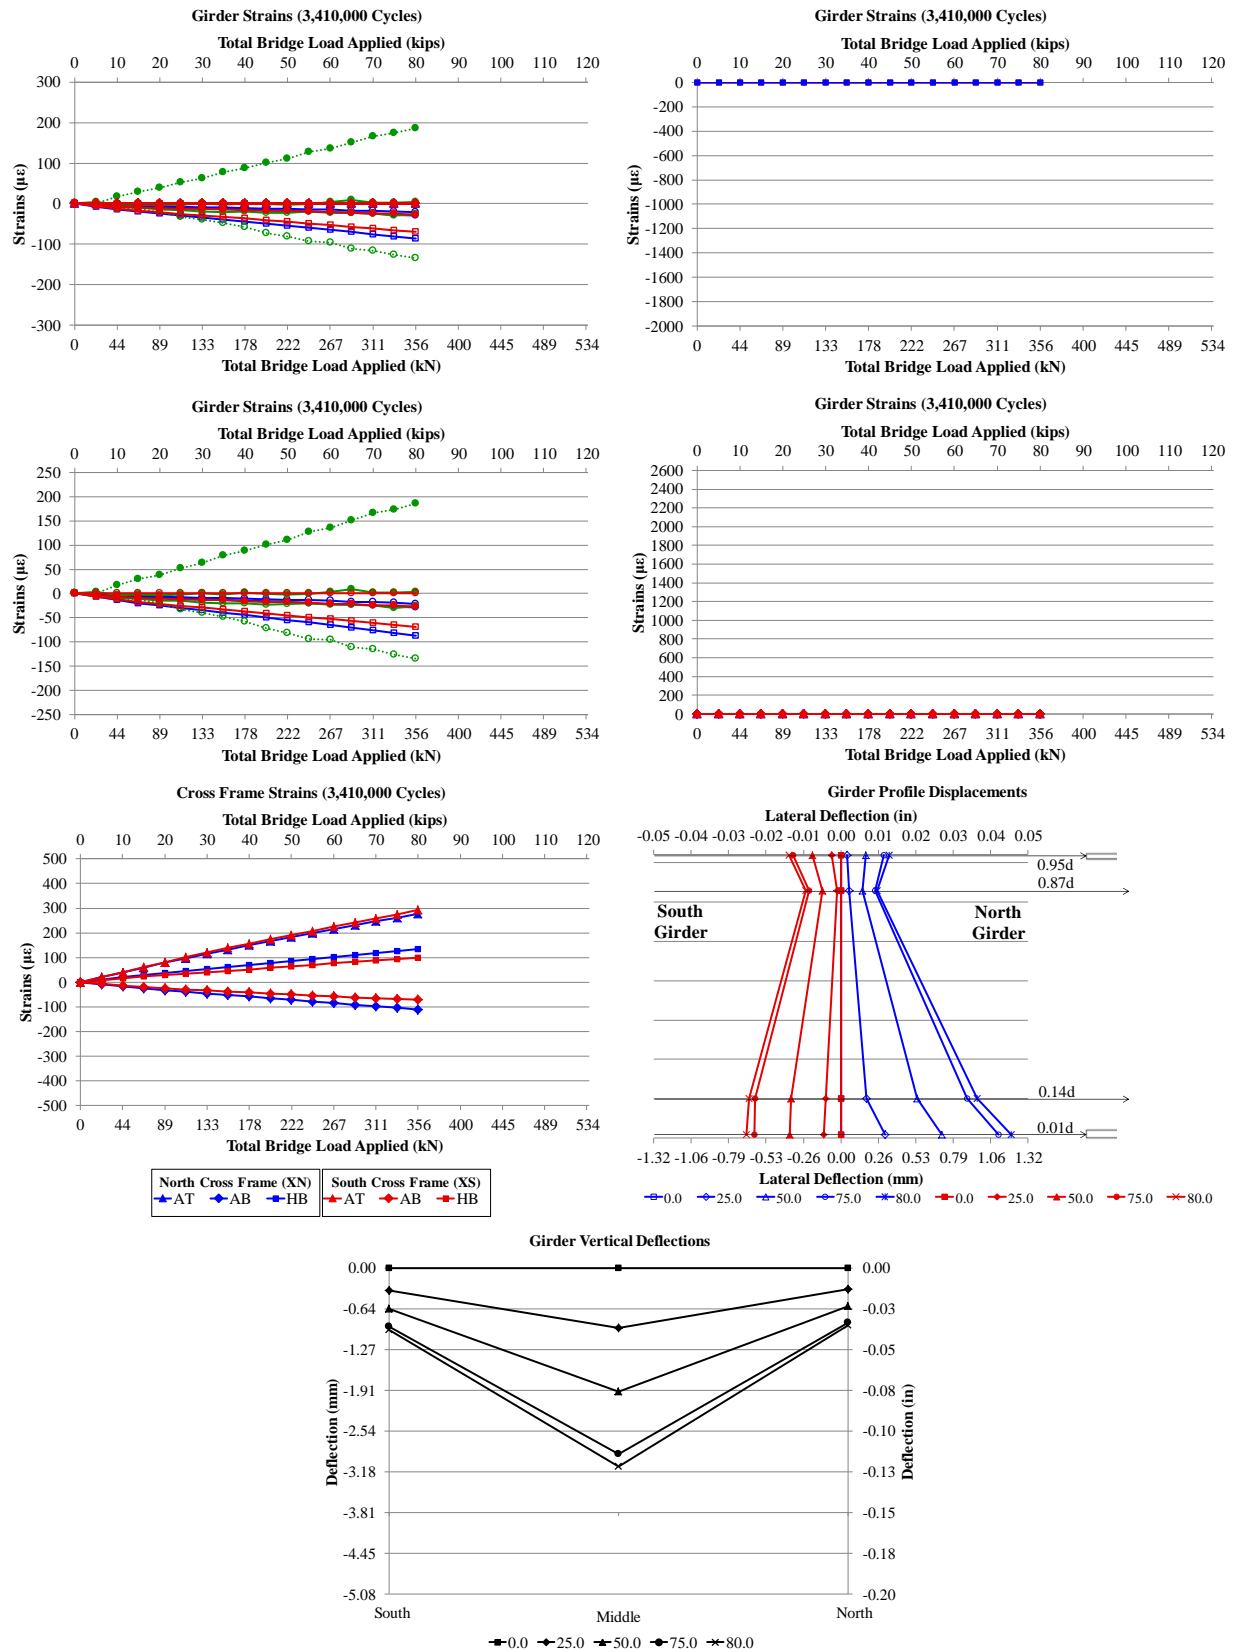 Girder Strains (3,410,000 Cycles)
Total Bridge Load Applied (kips)
0 10 20 30 40 50 60 70 80 90 100 110 120
300
200
100
0
-100
-200
-300
Strains (με)
0 44 89 133 178 222 267 311 356 400 445 489 534
Total Bridge Load Applied (kN)
Girder Strains (3,410,000 Cycles)
Total Bridge Load Applied (kips)
0 10 20 30 40 50 60 70 80 90 100 110 120
0
-200
-400
-600
-800
-1000
-1200
-1400
-1600
-1800
-2000
Strains (με)
0 44 89 133 178 222 267 311 356 400 445 489 534
Total Bridge Load Applied (kN)
Girder Strains (3,410,000 Cycles)
Total Bridge Load Applied (kips)
0 10 20 30 40 50 60 70 80 90 100 110 120
250
200
150
100
50
0
-50
-100
-150
-200
-250
Strains (με)
0 44 89 133 178 222 267 311 356 400 445 489 534
Total Bridge Load Applied (kN)
Girder Strains (3,410,000 Cycles)
Total Bridge Load Applied (kips)
0 10 20 30 40 50 60 70 80 90 100 110 120
2600
2400
2200
2000
1800
1600
1400
1200
1000
800
600
400
200
0
Strains (με)
0 44 89 133 178 222 267 311 356 400 445 489 534
Total Bridge Load Applied (kN)
Cross Frame Strains (3,410,000 Cycles)
Total Bridge Load Applied (kips)
0 10 20 30 40 50 60 70 80 90 100 110 120
500
400
300
200
100
0
-100
-200
-300
-400
-500
Strains (με)
0 44 89 133 178 222 267 311 356 400 445 489 534
Total Bridge Load Applied (kN)
North Cross Frame (XN)
AT AB HB
South Cross Frame (XS)
AT AB HB
Girder Profile Displacements
Lateral Deflection (in)
-0.05 -0.04 -0.03 -0.02 -0.01 0.00 0.01 0.02 0.03 0.04 0.05
0.95d
0.87d
South
Girder
North
Girder
0.14d
0.01d
-1.32 -1.06 -0.79 -0.53 -0.26 0.00 0.26 0.53 0.79 1.06 1.32
Lateral Deflection (mm)
0.0 25.0 50.0 75.0 80.0 0.0 25.0 50.0 75.0 80.0
Girder Vertical Deflections
0.00
-0.64
-1.27
-1.91
-2.54
-3.18
-3.81
-4.45
-5.08
Deflection (mm)
0.00
-0.03
-0.05
-0.08
-0.10
-0.13
-0.15
-0.18
-0.20
Deflection (in)
South Middle North
0.0 25.0 50.0 75.0 80.0